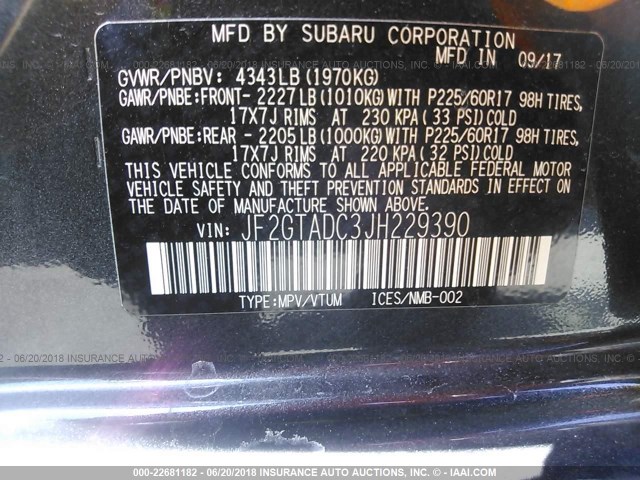 MFD BY SUBARU CORPORATION
MFD IN 09/17
GVWR/PNBV: 4343LB(1970KG)
GAWR/PNBE:FRONT- 2227LB(1010KG)WITH P225/60R17 98H TIRES,
17X7J RIMS AT 230 KPA(33 PSI)COLD
GAWR/PNBE:REAR - 2205LB(1000KG)WITH P225/60R17 98H TIRES,
17X7J RIMS AT 220 KPA(32 PSI)COLD
THIS VEHICLE CONFORMS TO ALL APPLICABLE FEDERAL MOTOR
VEHICLE SAFETY AND THEFT PREVENTION STANDARDS IN EFFECT ON THE
DATE OF MANUFACTURE SHOWN ABOVE.
VIN: JF2GTADC3JH229390
TYPE:MPV/VTUM ICES/NMB-002
000-22681182 - 06/20/2018 INSURANCE AUTO AUCTIONS - © IAAI.COM